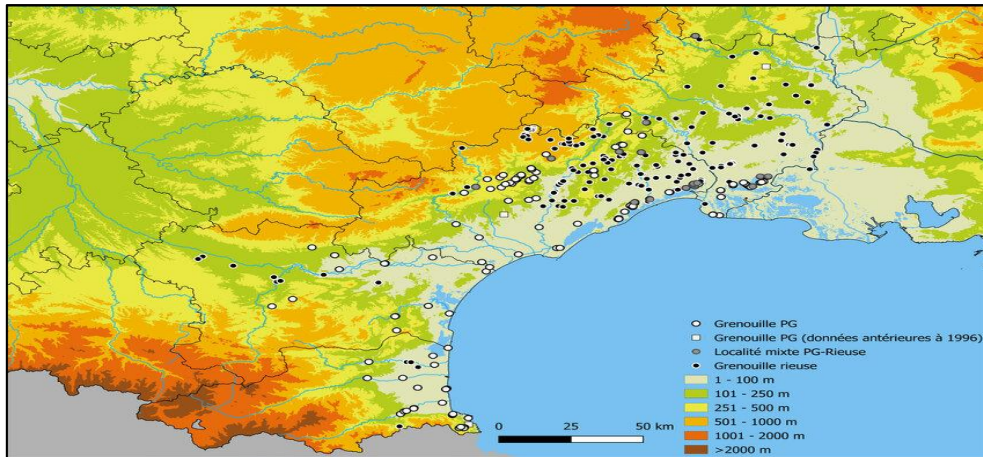 Grenouille PG
Grenouille PG (données antérieures à 1996)
Localité mixte PG-Rieuse
Grenouille rieuse
1 - 100 m
101 - 250 m
251 - 500 m
501 - 1000 m
1001 - 2000 m
>2000 m
0 25 50 km